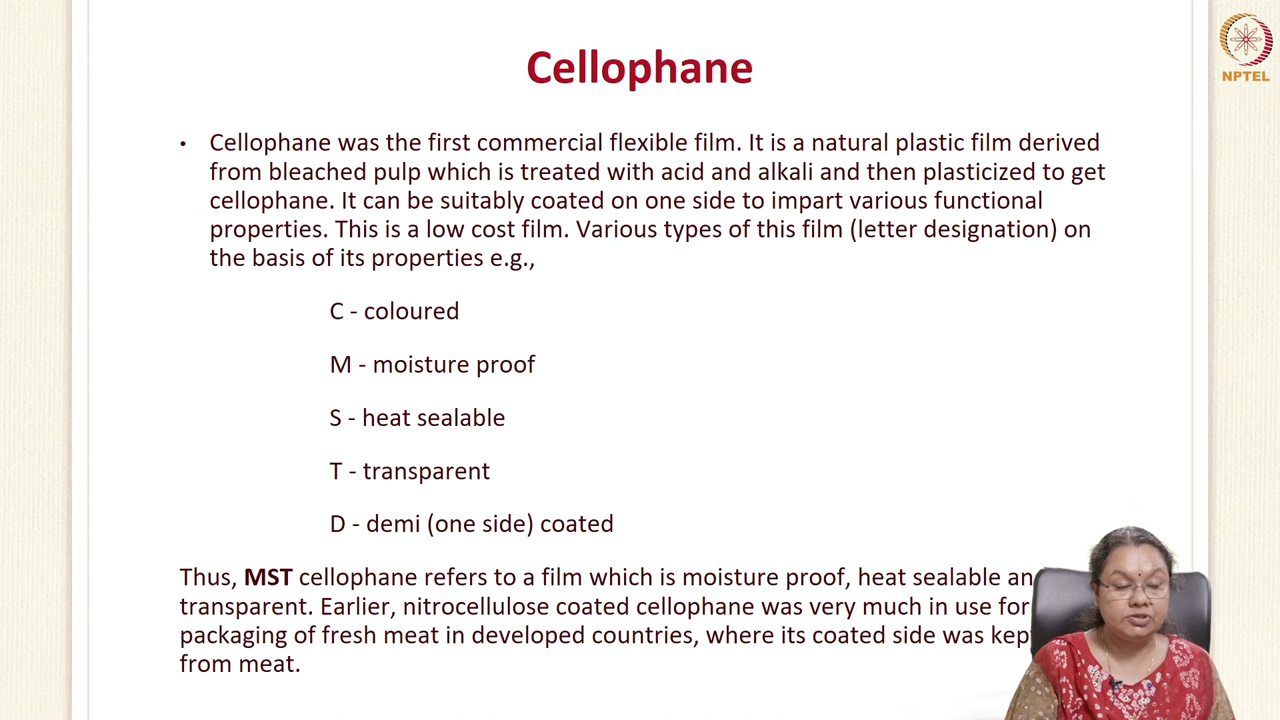 Cellophane
NPTEL
• Cellophane was the first commercial flexible film. It is a natural plastic film derived
from bleached pulp which is treated with acid and alkali and then plasticized to get
cellophane. It can be suitably coated on one side to impart various functional
properties. This is a low cost film. Various types of this film (letter designation) on
the basis of its properties e.g.,
C - coloured
M - moisture proof
S - heat sealable
T - transparent
D - demi (one side) coated
Thus, MST cellophane refers to a film which is moisture proof, heat sealable
transparent. Earlier, nitrocellulose coated cellophane was very much in use for
packaging of fresh meat in developed countries, where its coated side was
from meat.